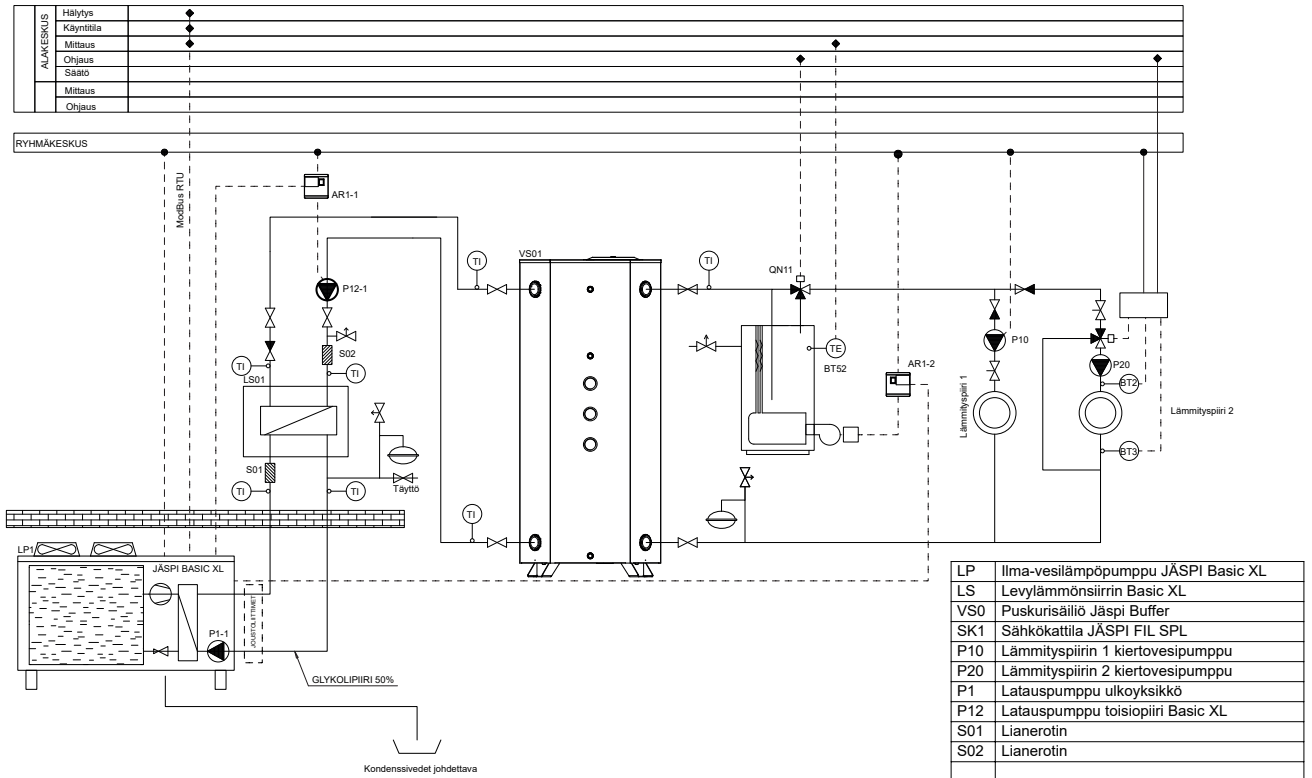 ALAKESKUS
Hälytys
Käyntitila
Mittaus
Ohjaus
Säätö
Mittaus
Ohjaus
RYHMÄKESKUS
ModBus RTU
AR1-1
TI
VS01
TI
QN11
P12-1
S02
TI
TI
LS01
TE
BT52
AR1-2
P10
P20
BT2
Lämmityspiiri 1
Lämmityspiiri 2
BT3
S01
TI
TI
Täyttö
TI
LP1
JÄSPI BASIC XL
P1-1
JOUSTOLIITTIMET
GLYKOLIPIIRI 50%
Kondenssivedet johdettava
LP Ilma-vesilämpöpumppu JÄSPI Basic XL
LS Levylämmönsiirrin Basic XL
VS0 Puskurisäiliö Jäspi Buffer
SK1 Sähkökattila JÄSPI FIL SPL
P10 Lämmityspiirin 1 kiertovesipumppu
P20 Lämmityspiirin 2 kiertovesipumppu
P1 Latauspumppu ulkoyksikkö
P12 Latauspumppu toisiopiiri Basic XL
S01 Lianerotin
S02 Lianerotin